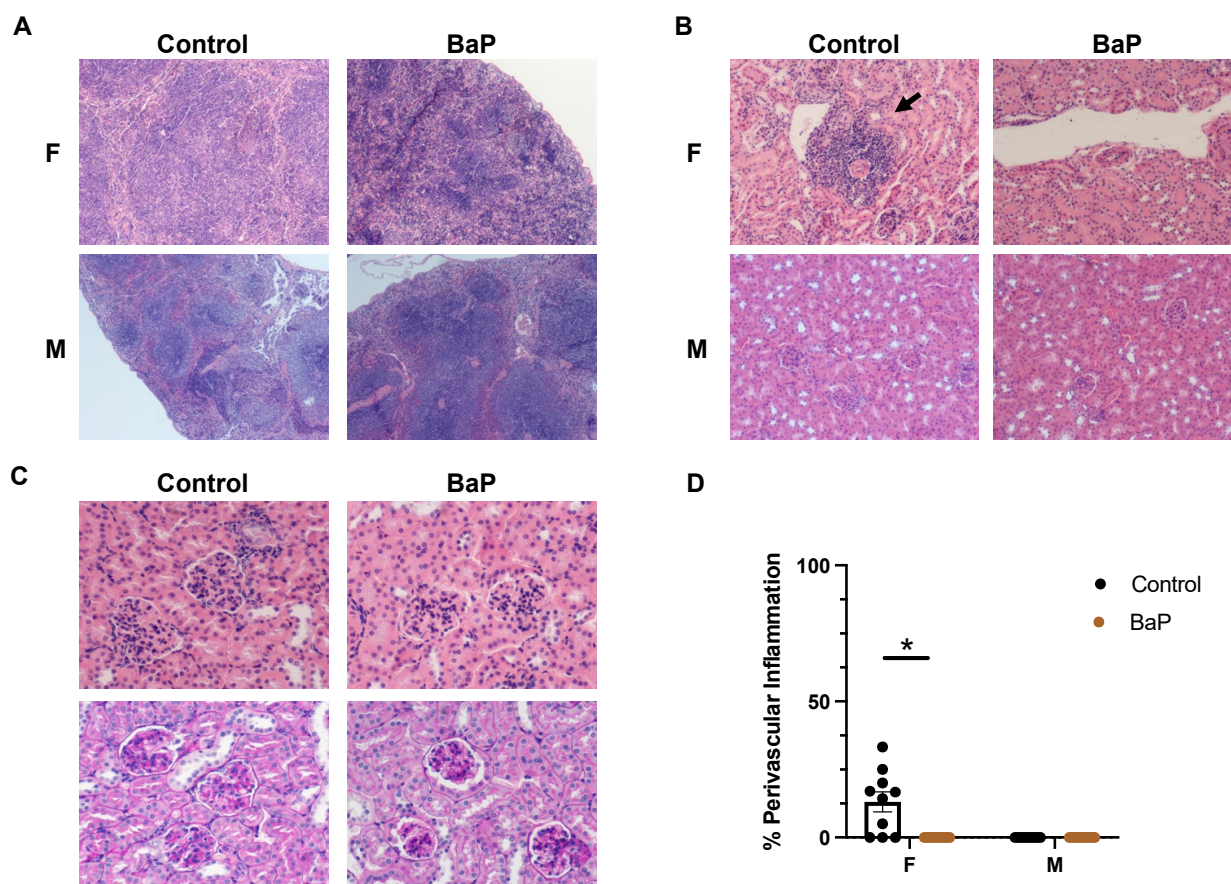 A
Control BaP
F
M
B
Control BaP
F
M
C
Control BaP
D
% Perivascular Inflammation
100
50
0
*
Control
BaP
F M